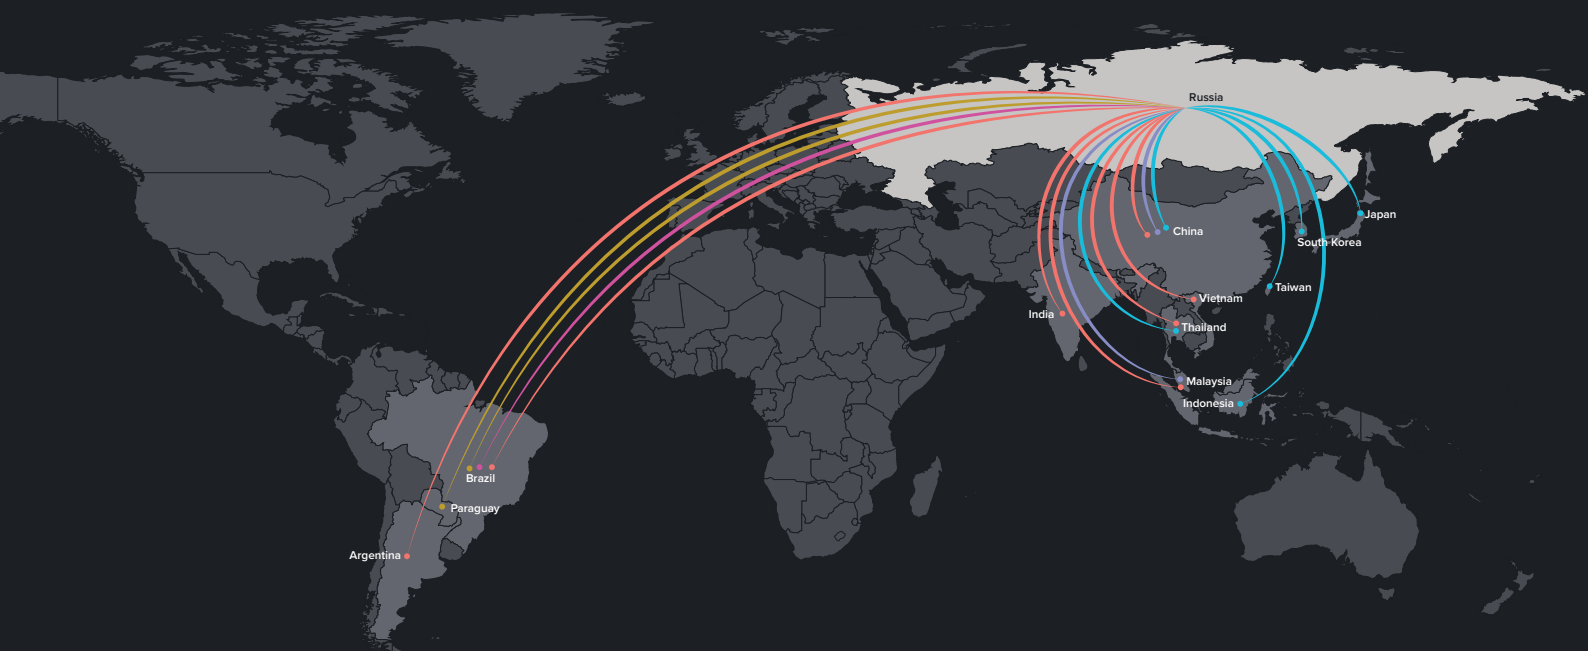 Russia
Japan
China
South Korea
Taiwan
Vietnam
India
Thailand
Malaysia
Indonesia
Brazil
Paraguay
Argentina